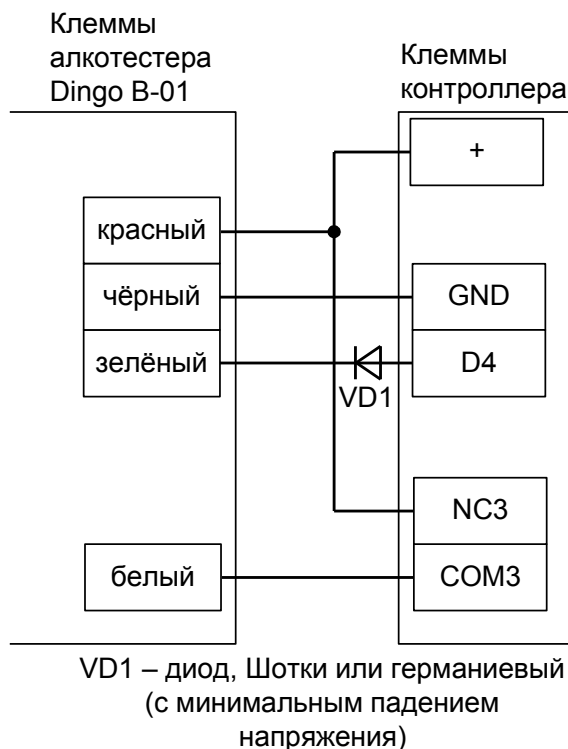 Клеммы
алкотестера
Dingo B-01
Клеммы
контроллера
+
красный
чёрный
GND
зелёный
D4
VD1
NC3
белый
COM3
VD1 – диод, Шотки или германиевый
(с минимальным падением
напряжения)